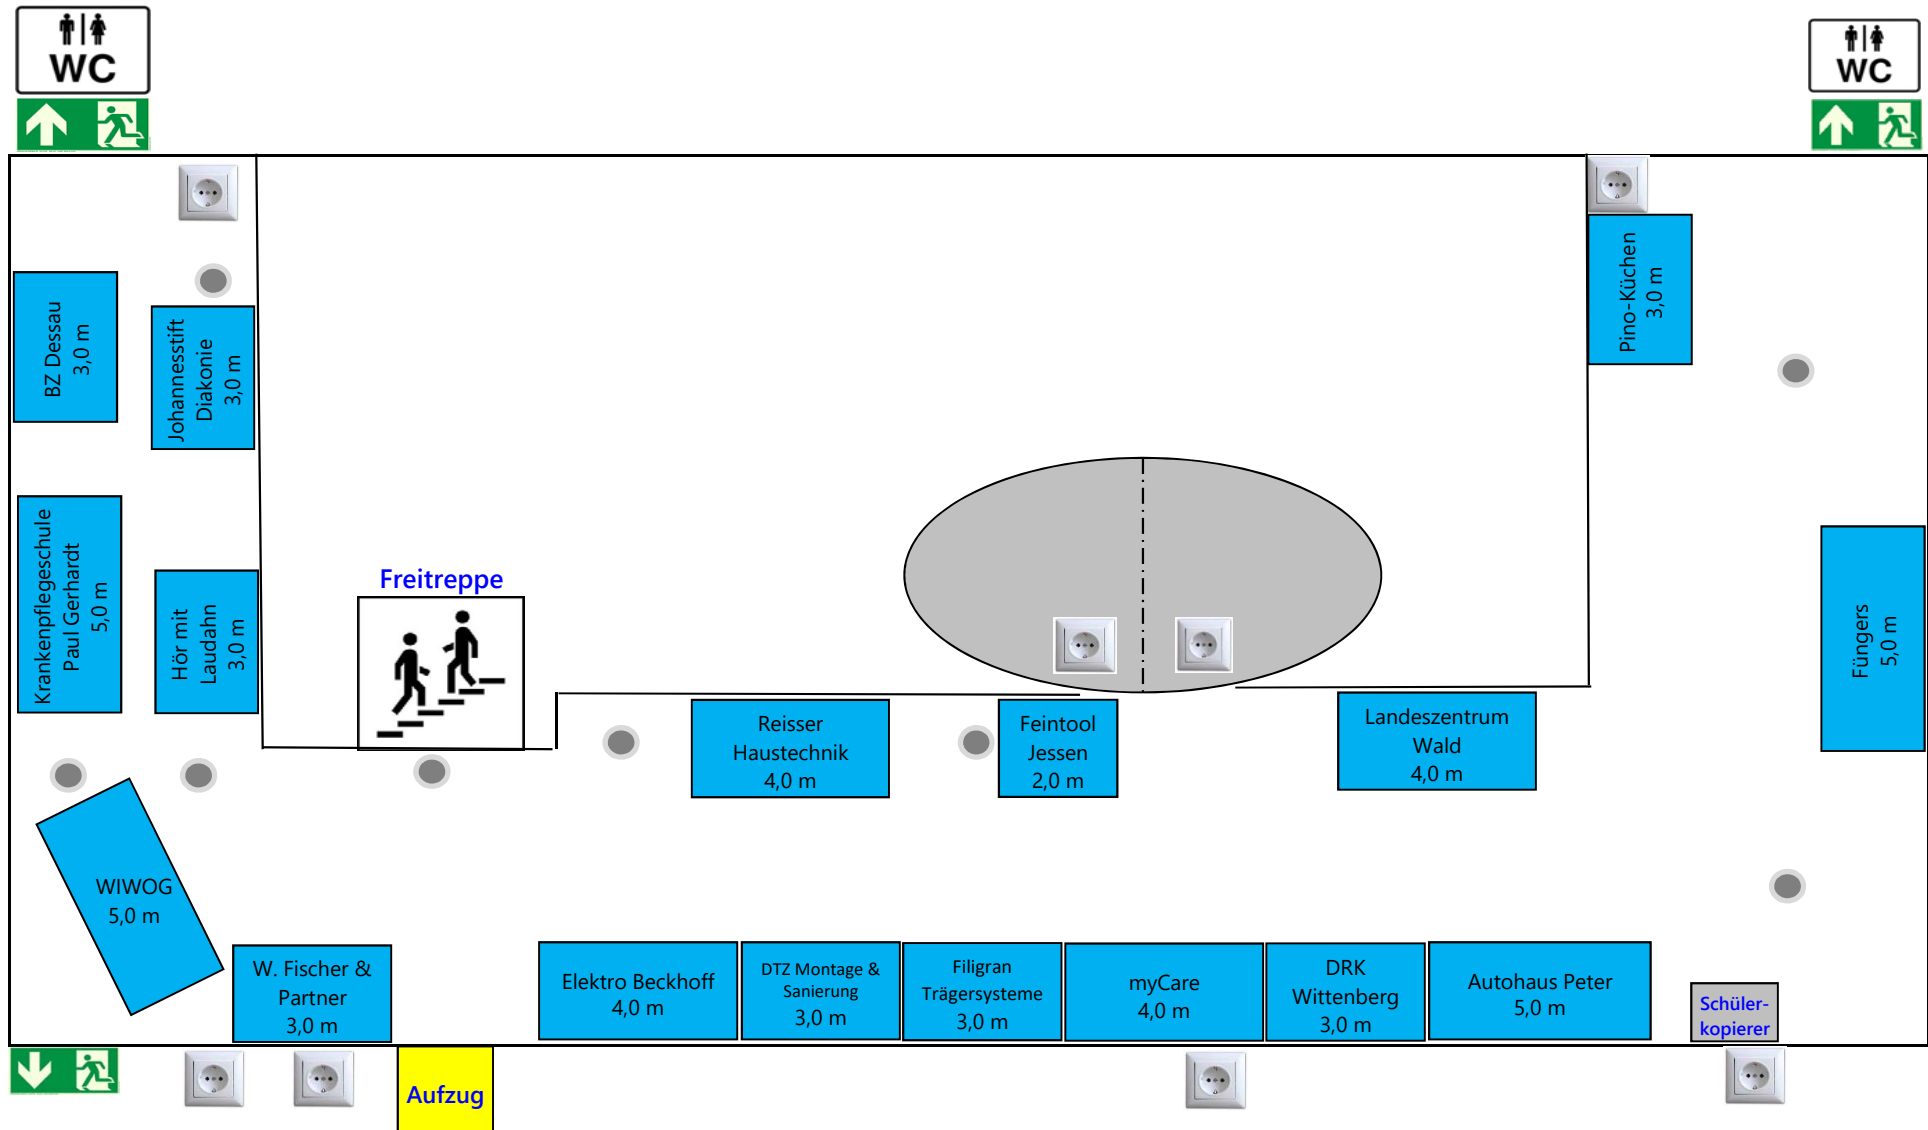 WC
WC
BZ Dessau
3,0 m
Johannesstift
Diakonie
3,0 m
Pino-Küchen
3,0 m
Krankenpflegeschule
Paul Gerhardt
5,0 m
Hör mit
Laudahn
3,0 m
Freitreppe
Füngers
5,0 m
Reisser
Haustechnik
4,0 m
Feintool
Jessen
2,0 m
Landeszentrum
Wald
4,0 m
WIWOG
5,0 m
W. Fischer &
Partner
3,0 m
Elektro Beckhoff
4,0 m
DTZ Montage &
Sanierung
3,0 m
Filigran
Trägersysteme
3,0 m
myCare
4,0 m
DRK
Wittenberg
3,0 m
Autohaus Peter
5,0 m
Schüler-
kopierer
Aufzug